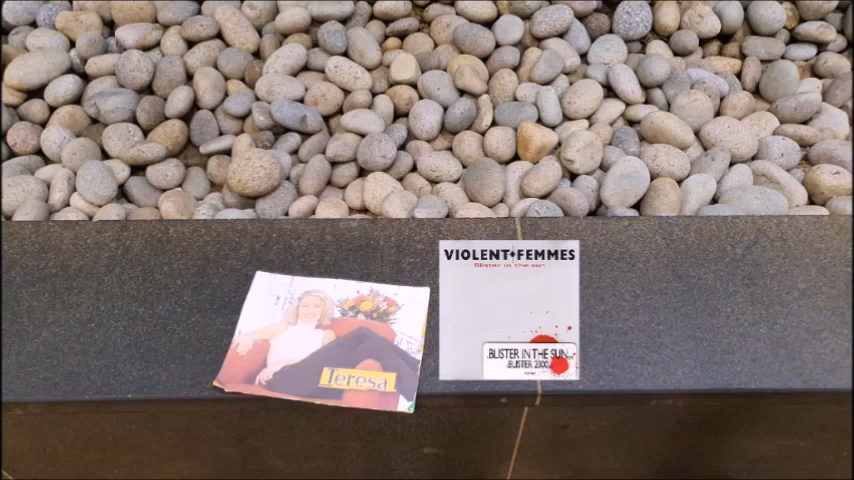 Teresa
VIOLENT FEMMES
Blister in the sun
BLISTER IN THE SUN
BLISTER 2000